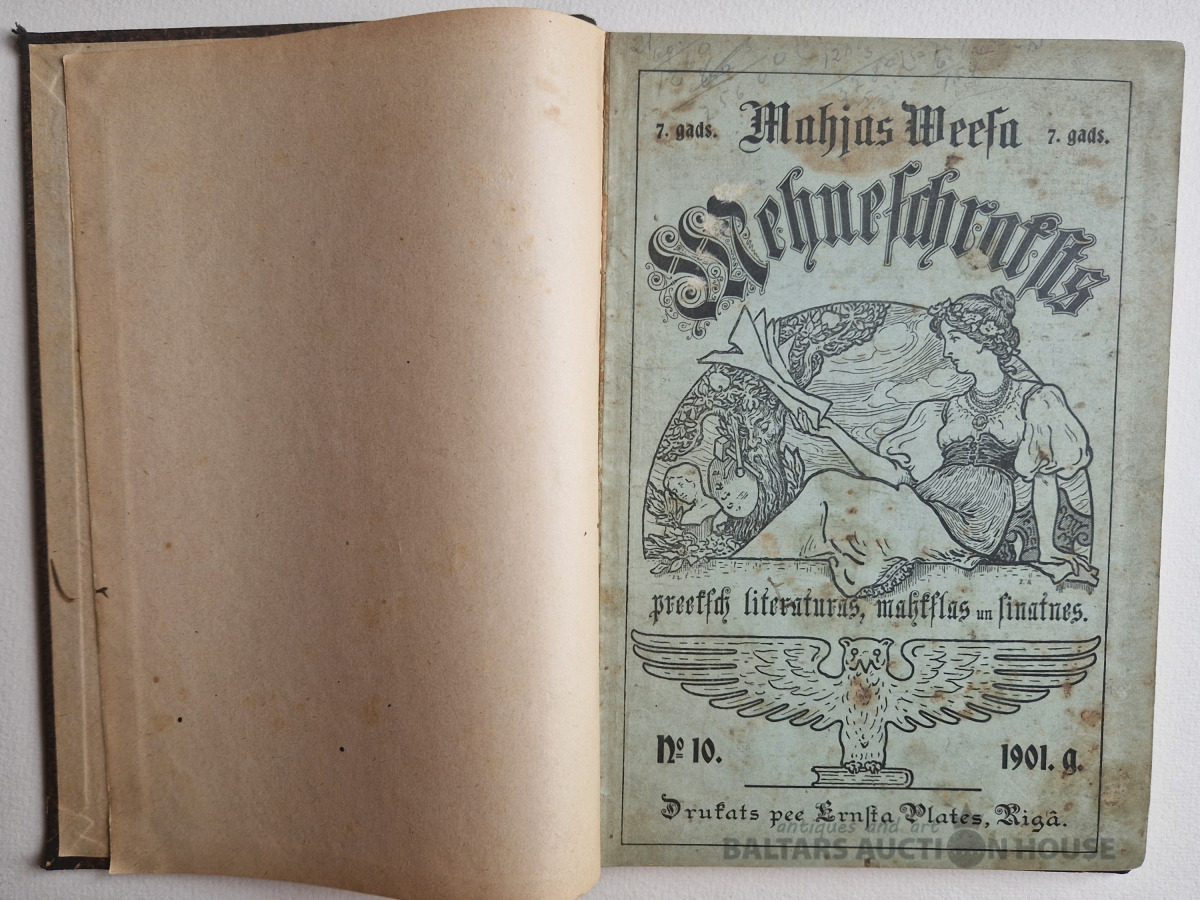 7. gads. Mahjas Weeſa 7. gads.
Mehneſchrakſts
preekſch literaturas, mahkſlas un ſinatnes.
№ 10. 1901. g.
Drukats pee Ernſta Plates, Rigâ.
antiques and art
BALTARS AUCTION HOUSE